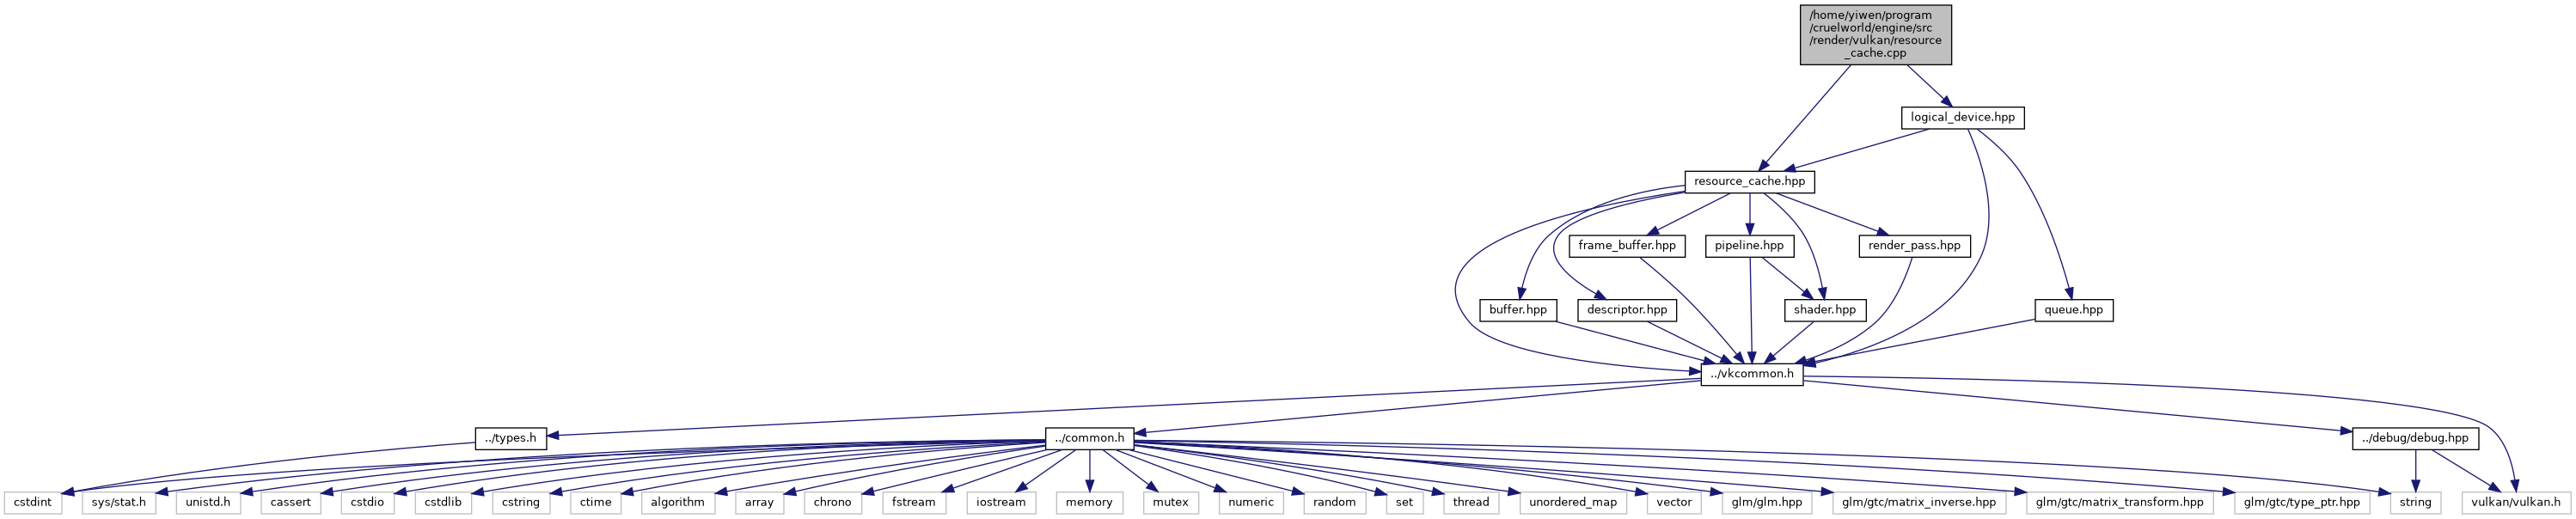 /home/yiwen/program
/cruelworld/engine/src
/render/vulkan/resource
_cache.cpp
logical_device.hpp
resource_cache.hpp
frame_buffer.hpp
pipeline.hpp
render_pass.hpp
buffer.hpp
descriptor.hpp
shader.hpp
queue.hpp
../vkcommon.h
../types.h
../common.h
../debug/debug.hpp
cstdint
sys/stat.h
unistd.h
cassert
cstdio
cstdlib
cstring
ctime
algorithm
array
chrono
fstream
iostream
memory
mutex
numeric
random
set
thread
unordered_map
vector
glm/glm.hpp
glm/gtc/matrix_inverse.hpp
glm/gtc/matrix_transform.hpp
glm/gtc/type_ptr.hpp
string
vulkan/vulkan.h